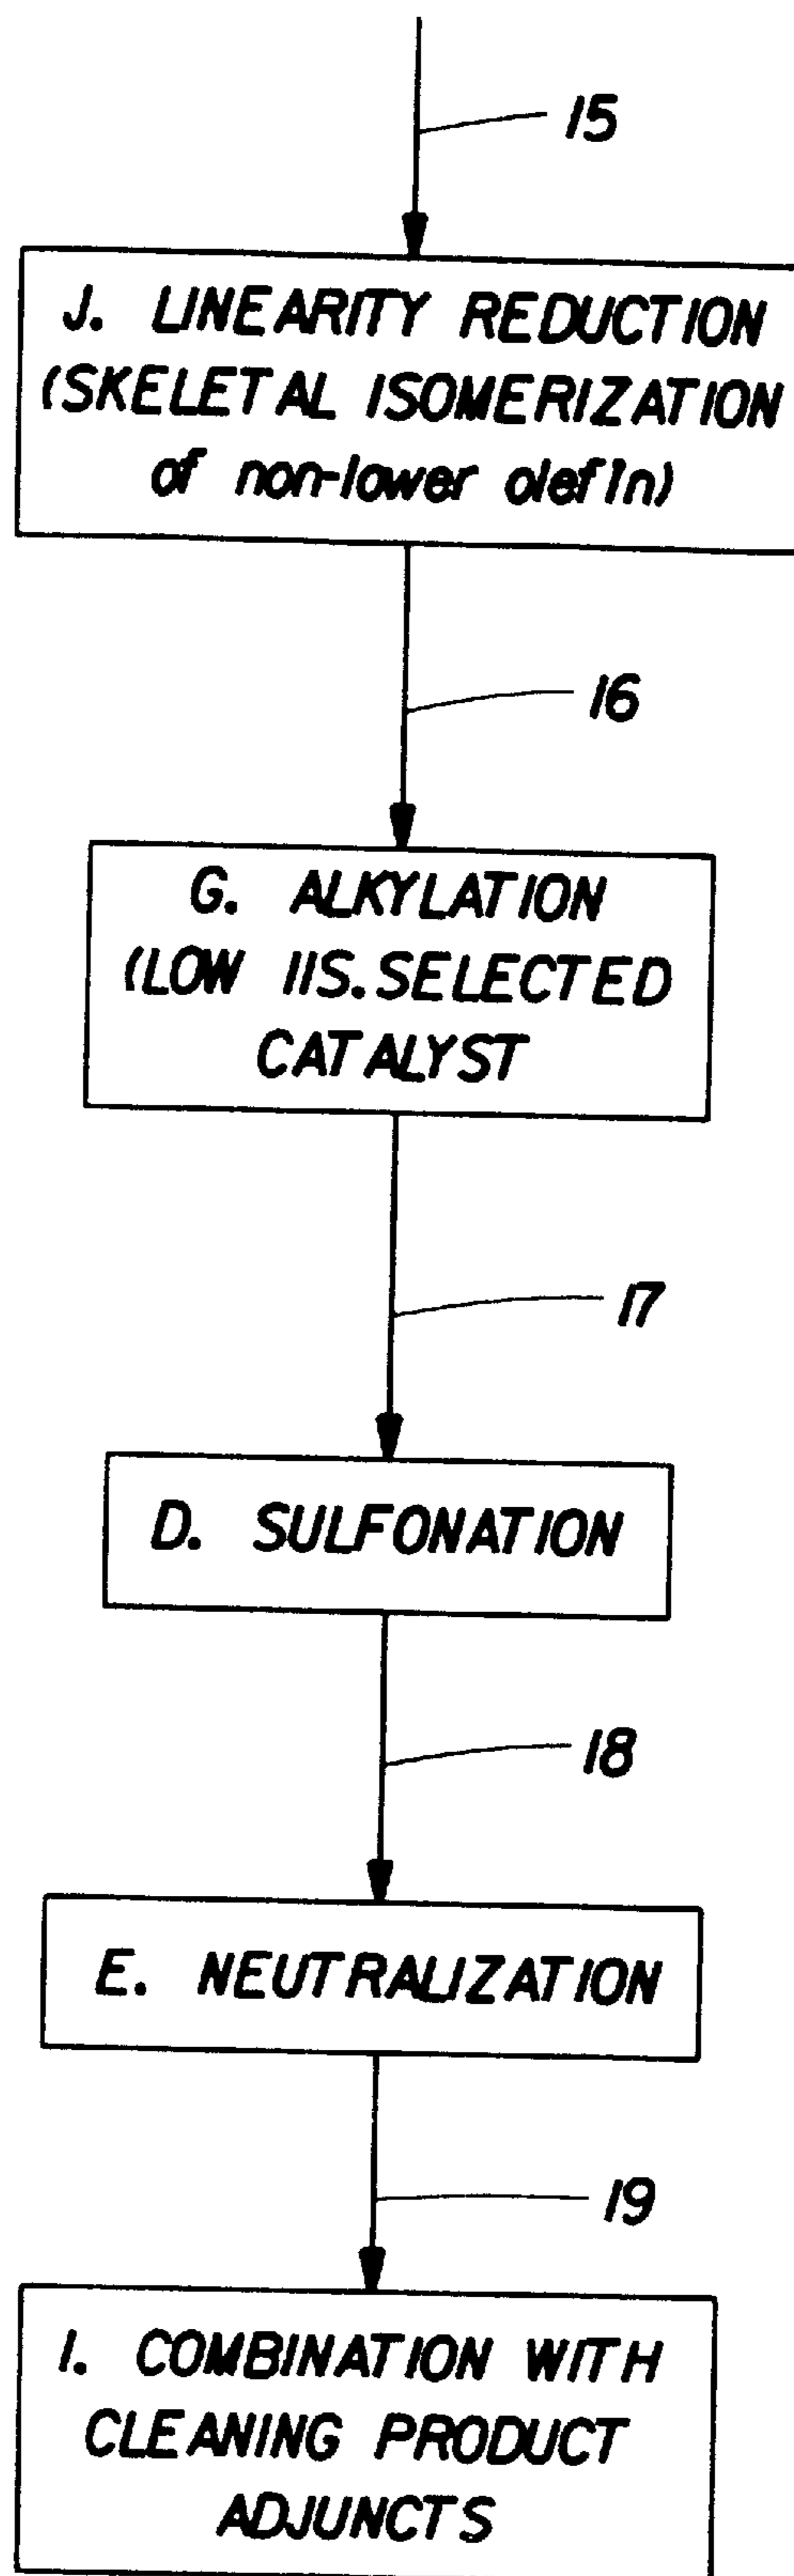 15
J. LINEARITY REDUCTION
(SKELETAL ISOMERIZATION
of non-lower olefin)
16
G. ALKYLATION
(LOW IIS.SELECTED
CATALYST
17
D. SULFONATION
18
E. NEUTRALIZATION
19
I. COMBINATION WITH
CLEANING PRODUCT
ADJUNCTS